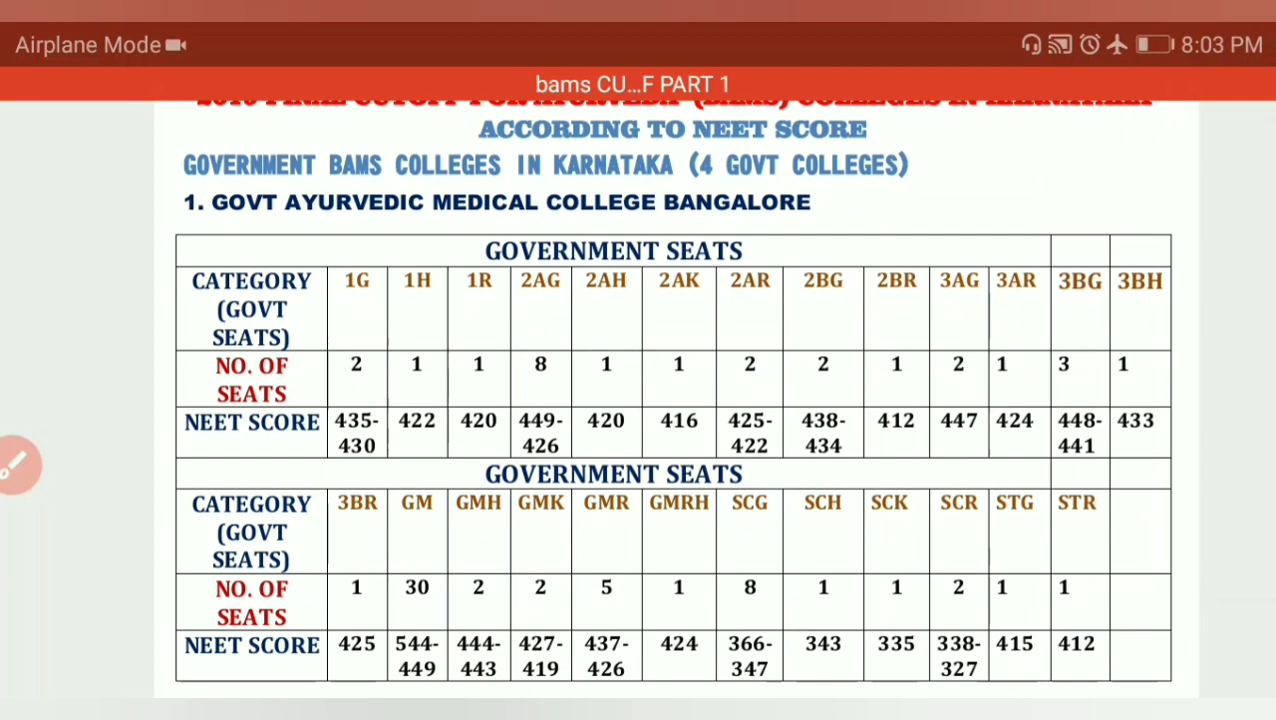 Airplane Mode
8:03 PM
bams CU...F PART 1
ACCORDING TO NEET SCORE
GOVERNMENT BAMS COLLEGES IN KARNATAKA (4 GOVT COLLEGES)
1. GOVT AYURVEDIC MEDICAL COLLEGE BANGALORE
GOVERNMENT SEATS
CATEGORY (GOVT SEATS) 1G 1H 1R 2AG 2AH 2AK 2AR 2BG 2BR 3AG 3AR 3BG 3BH
NO. OF SEATS 2 1 1 8 1 1 2 2 1 2 1 3 1
NEET SCORE 435-430 422 420 449-426 420 416 425-422 438-434 412 447 424 448-441 433
GOVERNMENT SEATS
CATEGORY (GOVT SEATS) 3BR GM GMH GMK GMR GMRH SCG SCH SCK SCR STG STR
NO. OF SEATS 1 30 2 2 5 1 8 1 1 2 1 1
NEET SCORE 425 544-449 444-443 427-419 437-426 424 366-347 343 335 338-327 415 412